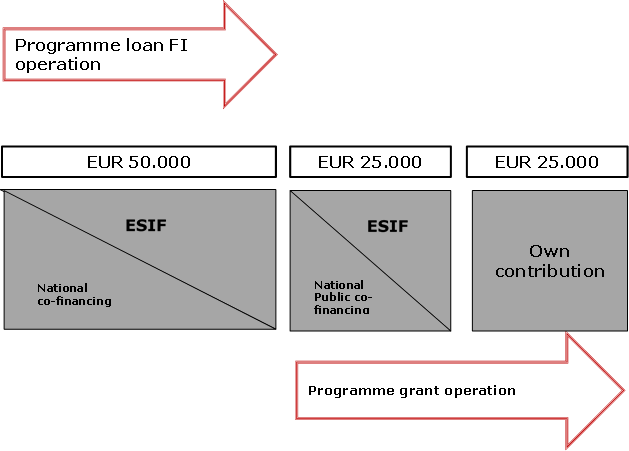 Programme loan FI
operation
EUR 50.000
EUR 25.000
EUR 25.000
ESIF
National
co-financing
ESIF
National
Public co-
financing
Own
contribution
Programme grant operation